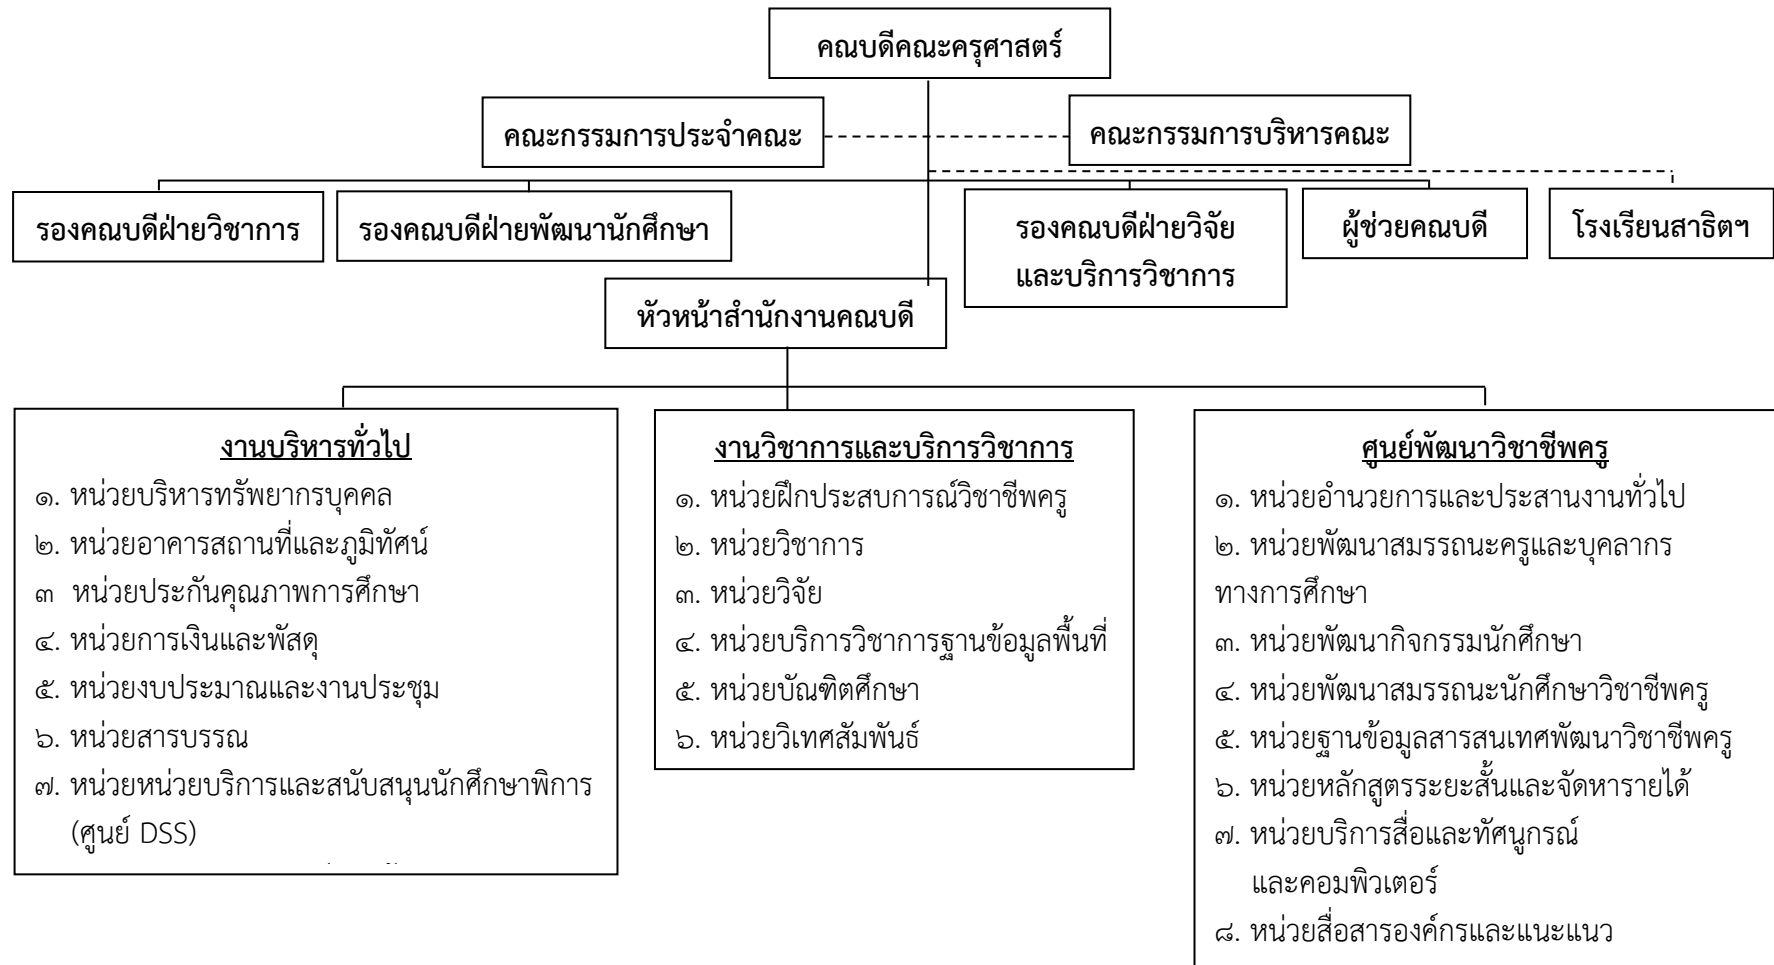 คณบดีคณะครุศาสตร์
คณะกรรมการประจำคณะ
คณะกรรมการบริหารคณะ
รองคณบดีฝ่ายวิชาการ
รองคณบดีฝ่ายพัฒนานักศึกษา
รองคณบดีฝ่ายวิจัย
และบริการวิชาการ
ผู้ช่วยคณบดี
โรงเรียนสาธิตฯ
หัวหน้าสำนักงานคณบดี
งานบริหารทั่วไป
๑. หน่วยบริหารทรัพยากรบุคคล
๒. หน่วยอาคารสถานที่และภูมิทัศน์
๓ หน่วยประกันคุณภาพการศึกษา
๔. หน่วยการเงินและพัสดุ
๕. หน่วยงบประมาณและงานประชุม
๖. หน่วยสารบรรณ
๗. หน่วยหน่วยบริการและสนับสนุนนักศึกษาพิการ
(ศูนย์ DSS)
งานวิชาการและบริการวิชาการ
๑. หน่วยฝึกประสบการณ์วิชาชีพครู
๒. หน่วยวิชาการ
๓. หน่วยวิจัย
๔. หน่วยบริการวิชาการฐานข้อมูลพื้นที่
๕. หน่วยบัณฑิตศึกษา
๖. หน่วยวิเทศสัมพันธ์
ศูนย์พัฒนาวิชาชีพครู
๑. หน่วยอำนวยการและประสานงานทั่วไป
๒. หน่วยพัฒนาสมรรถนะครูและบุคลากร
ทางการศึกษา
๓. หน่วยพัฒนากิจกรรมนักศึกษา
๔. หน่วยพัฒนาสมรรถนะนักศึกษาวิชาชีพครู
๕. หน่วยฐานข้อมูลสารสนเทศพัฒนาวิชาชีพครู
๖. หน่วยหลักสูตรระยะสั้นและจัดหารายได้
๗. หน่วยบริการสื่อและทัศนูกรณ์
และคอมพิวเตอร์
๘. หน่วยสื่อสารองค์กรและแนะแนว